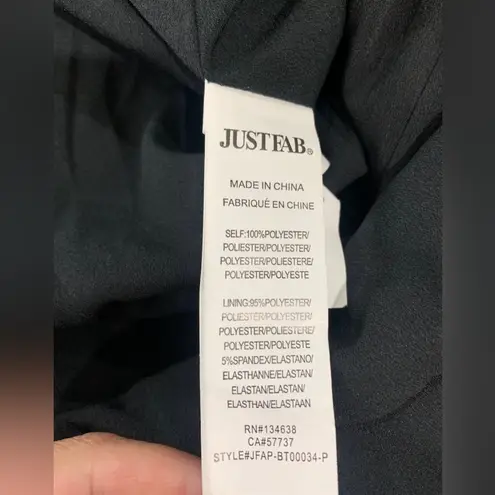 JUSTFAB®
MADE IN CHINA
FABRIQUÉ EN CHINE
SELF:100%POLYESTER/
POLIESTER/POLYESTER/
POLYESTER/POLIESTERE/
POLYESTER/POLYESTE
LINING:95%POLYESTER/
POLIESTER/POLYESTER/
POLYESTER/POLIESTERE/
POLYESTER/POLYESTE
5%SPANDEX/ELASTANO/
ELASTHANNE/ELASTAN/
ELASTAN/ELASTAN/
ELASTHAN/ELASTAAN
RN#134638
CA#57737
STYLE#JFAP-BT00034-P